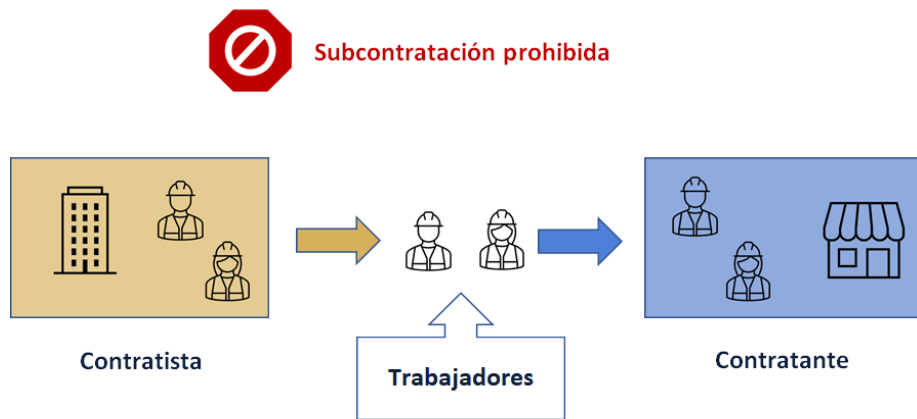 Subcontratación prohibida
Contratista
Trabajadores
Contratante